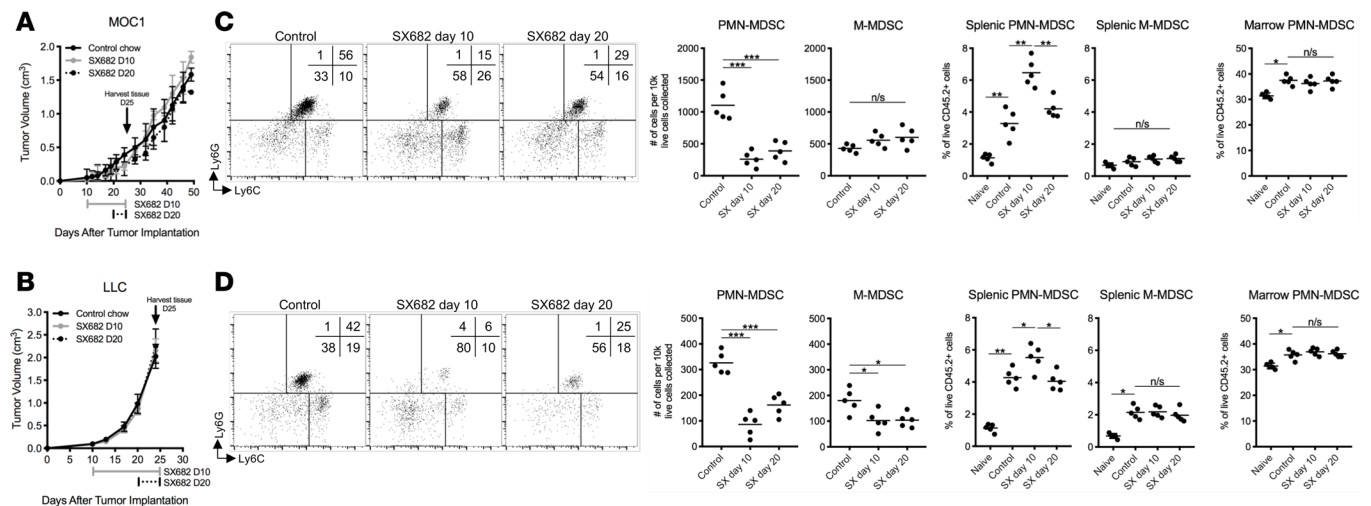 A
MOC1
Control chow
SX682 D10
SX682 D20
Harvest tissue
D25
Tumor Volume (cm³)
2.0
1.5
1.0
0.5
0.0
0 10 20 30 40 50
SX682 D10
SX682 D20
Days After Tumor Implantation
C
Control
1 56
33 10
SX682 day 10
1 15
58 26
SX682 day 20
1 29
54 16
Ly6G
Ly6C
PMN-MDSC
# of cells per 10k
live cells collected
2000
1500
1000
500
0
***
***
Control
SX day 10
SX day 20
M-MDSC
2000
1500
1000
500
0
n/s
Control
SX day 10
SX day 20
Splenic PMN-MDSC
% of live CD45.2+ cells
8
6
4
2
0
**
**
**
Naive
Control
SX day 10
SX day 20
Splenic M-MDSC
8
6
4
2
0
n/s
Naive
Control
SX day 10
SX day 20
Marrow PMN-MDSC
% of live CD45.2+ cells
50
40
30
20
10
0
*
n/s
Naive
Control
SX day 10
SX day 20
B
LLC
Control chow
SX682 D10
SX682 D20
Harvest tissue
D25
Tumor Volume (cm³)
3.0
2.5
2.0
1.5
1.0
0.5
0.0
0 5 10 15 20 25 30
SX682 D10
SX682 D20
Days After Tumor Implantation
D
Control
1 42
38 19
SX682 day 10
4 6
80 10
SX682 day 20
1 25
56 18
Ly6G
Ly6C
PMN-MDSC
# of cells per 10k
live cells collected
500
400
300
200
100
0
***
***
Control
SX day 10
SX day 20
M-MDSC
500
400
300
200
100
0
*
*
Control
SX day 10
SX day 20
Splenic PMN-MDSC
% of live CD45.2+ cells
8
6
4
2
0
**
*
*
Naive
Control
SX day 10
SX day 20
Splenic M-MDSC
8
6
4
2
0
*
n/s
Naive
Control
SX day 10
SX day 20
Marrow PMN-MDSC
% of live CD45.2+ cells
50
40
30
20
10
0
*
n/s
Naive
Control
SX day 10
SX day 20